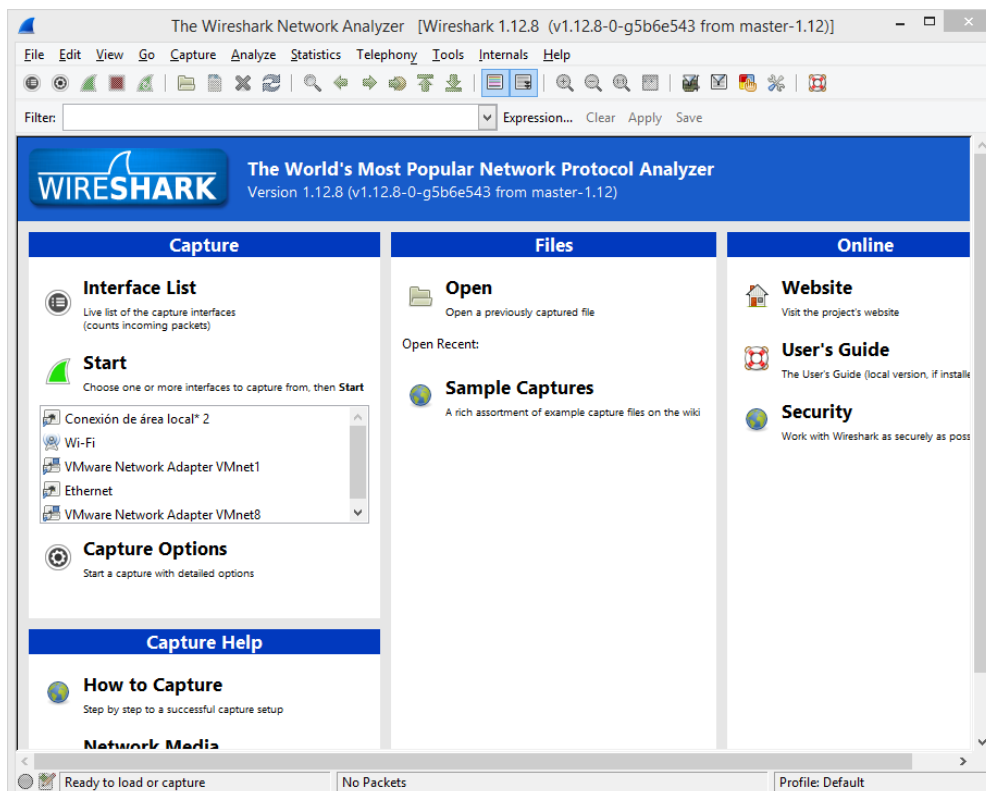 The Wireshark Network Analyzer [Wireshark 1.12.8 (v1.12.8-0-g5b6e543 from master-1.12)]
File Edit View Go Capture Analyze Statistics Telephony Tools Internals Help
Filter: Expression... Clear Apply Save
WIRESHARK
The World's Most Popular Network Protocol Analyzer
Version 1.12.8 (v1.12.8-0-g5b6e543 from master-1.12)
Capture
Interface List
Live list of the capture interfaces
(counts incoming packets)
Start
Choose one or more interfaces to capture from, then Start
Conexión de área local* 2
Wi-Fi
VMware Network Adapter VMnet1
Ethernet
VMware Network Adapter VMnet8
Capture Options
Start a capture with detailed options
Capture Help
How to Capture
Step by step to a successful capture setup
Network Media
Files
Open
Open a previously captured file
Open Recent:
Sample Captures
A rich assortment of example capture files on the wiki
Online
Website
Visit the project's website
User's Guide
The User's Guide (local version, if installe
Security
Work with Wireshark as securely as poss
Ready to load or capture
No Packets
Profile: Default